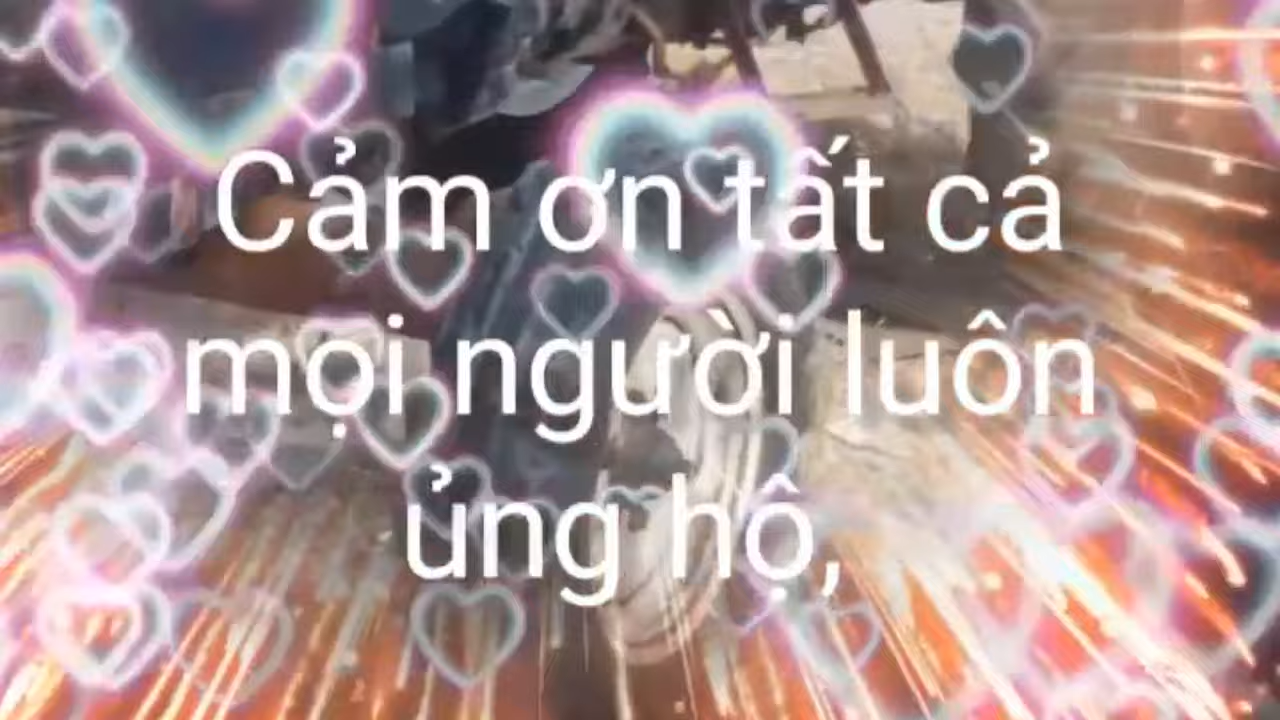 Cảm ơn tất cả
mọi người luôn
ủng hộ,